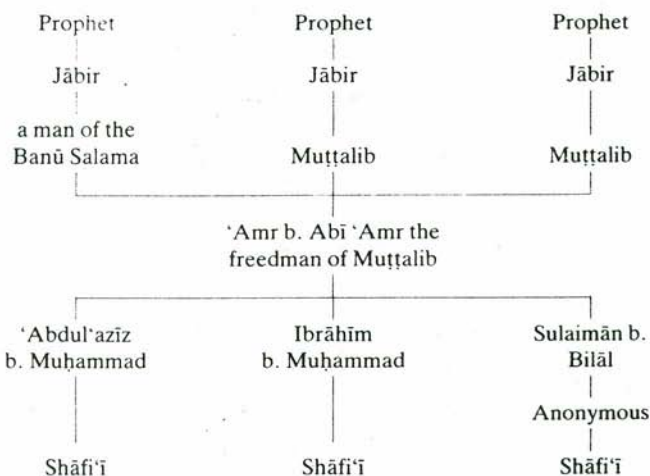 Prophet Prophet Prophet
Jābir Jābir Jābir
a man of the
Banū Salama Muṭṭalib Muṭṭalib
‘Amr b. Abī ‘Amr the
freedman of Muṭṭalib
‘Abdul‘azīz Ibrāhīm Sulaimān b.
b. Muḥammad b. Muḥammad Bilāl
Anonymous
Shāfi‘ī Shāfi‘ī Shāfi‘ī